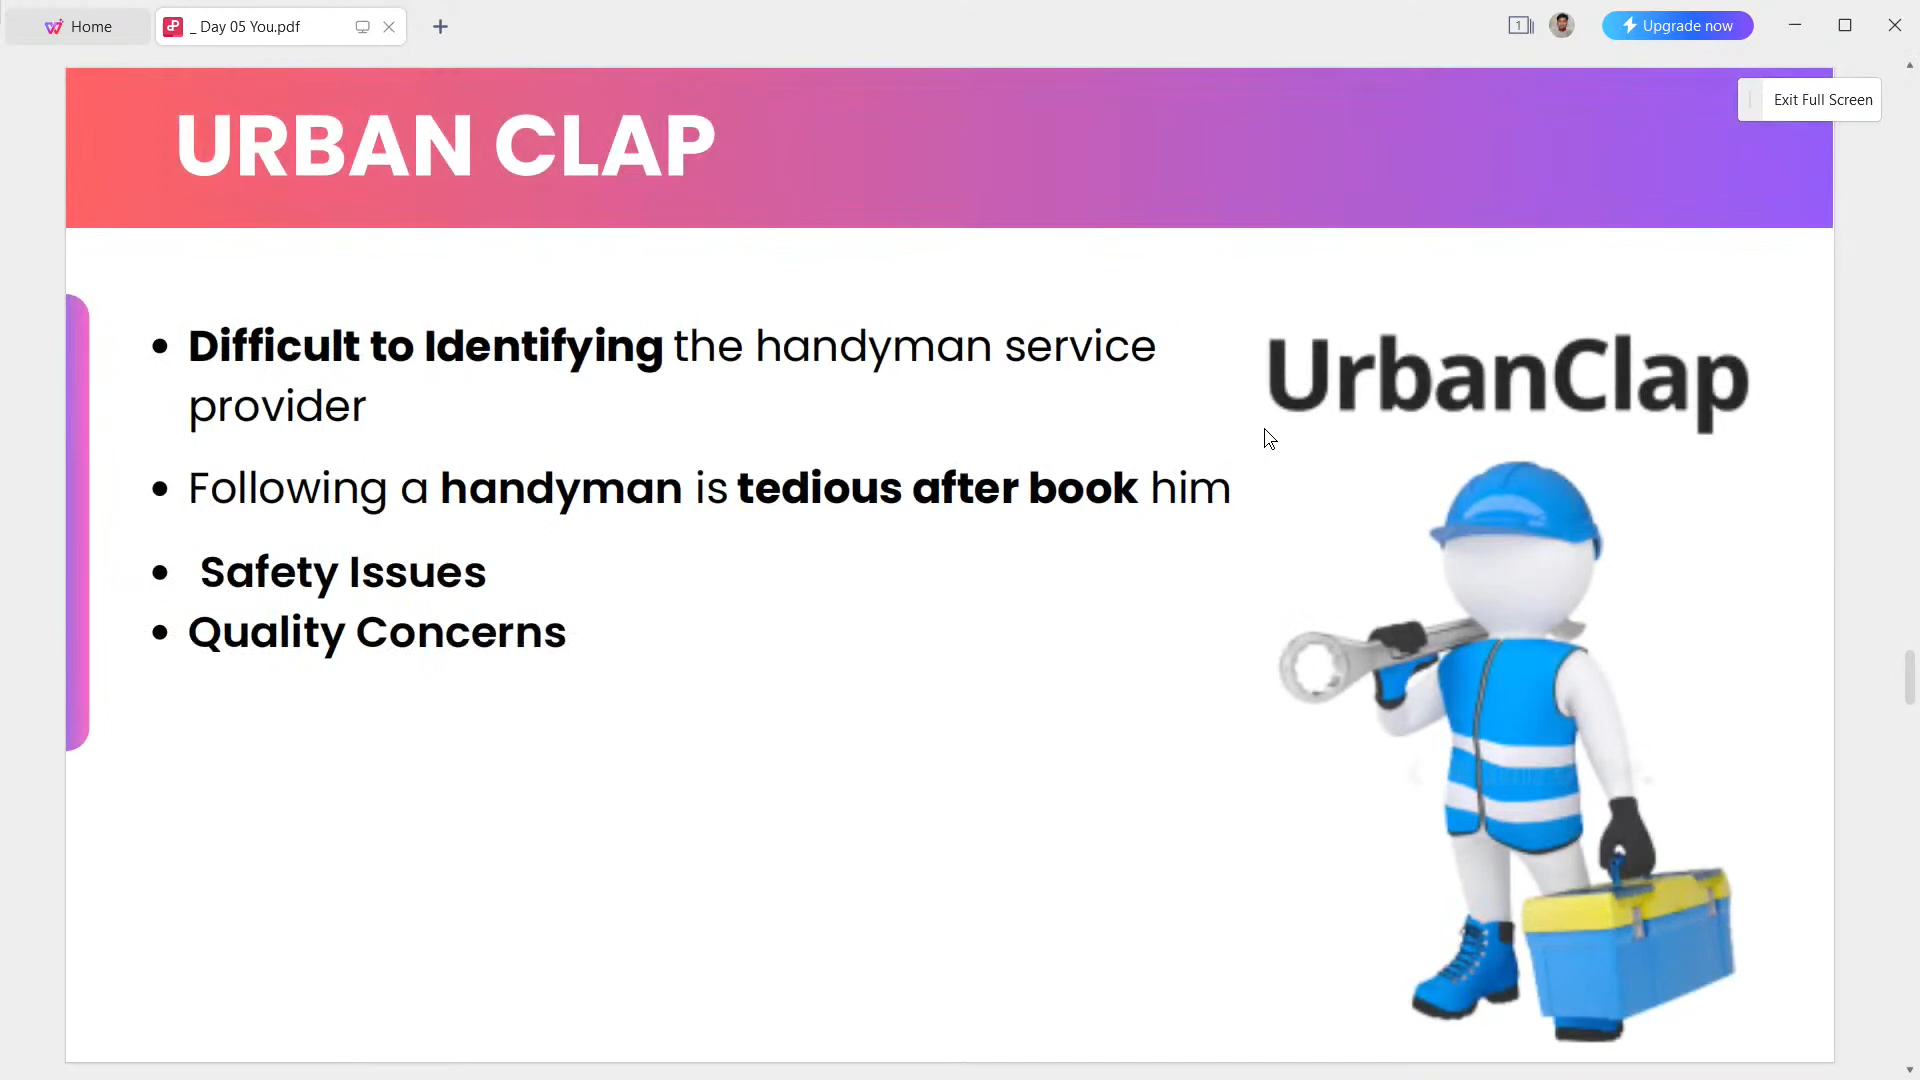 Home
_ Day 05 You.pdf
1
Upgrade now
Exit Full Screen
URBAN CLAP
• Difficult to Identifying the handyman service
provider
• Following a handyman is tedious after book him
• Safety Issues
• Quality Concerns
UrbanClap